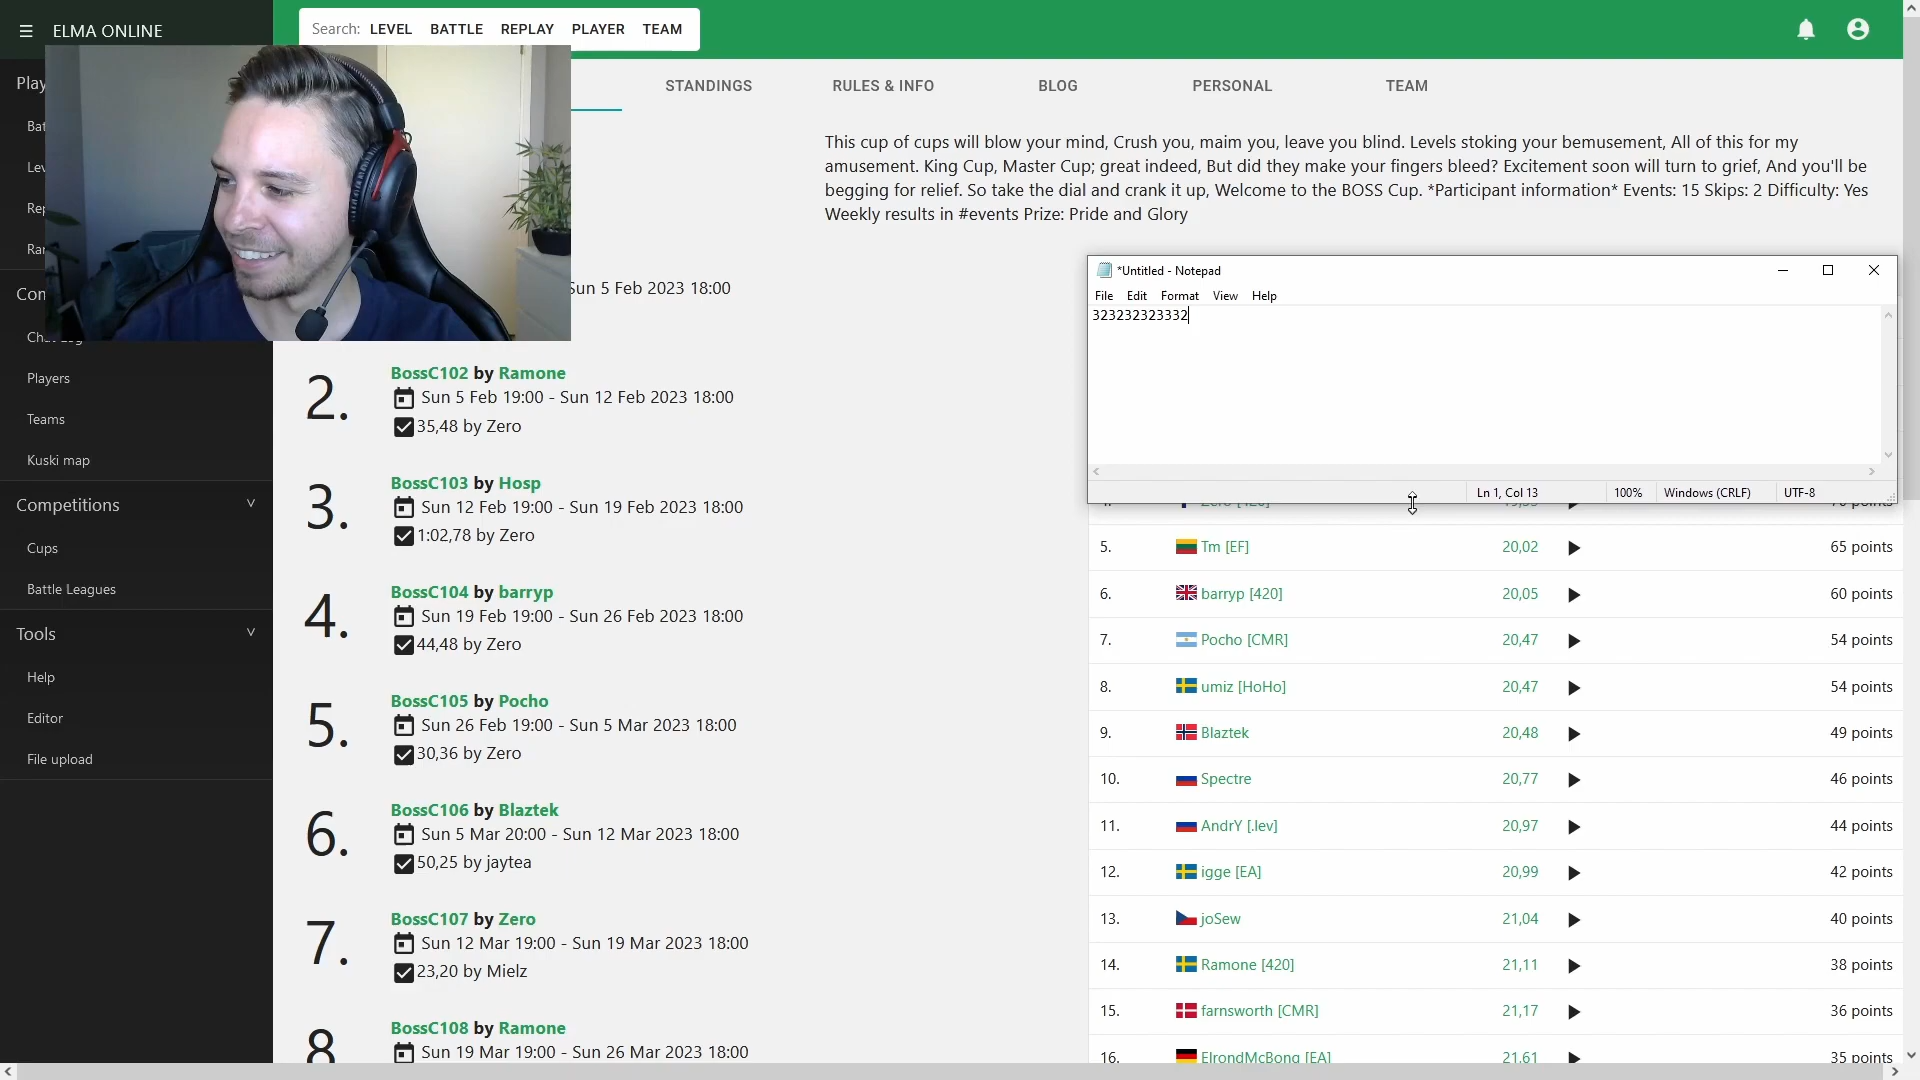 ELMA ONLINE
Search: LEVEL BATTLE REPLAY PLAYER TEAM
STANDINGS RULES & INFO BLOG PERSONAL TEAM
This cup of cups will blow your mind, Crush you, maim you, leave you blind. Levels stoking your bemusement, All of this for my
amusement. King Cup, Master Cup; great indeed, But did they make your fingers bleed? Excitement soon will turn to grief, And you'll be
begging for relief. So take the dial and crank it up, Welcome to the BOSS Cup. *Participant information* Events: 15 Skips: 2 Difficulty: Yes
Weekly results in #events Prize: Pride and Glory
Players
Teams
Kuski map
Competitions
Cups
Battle Leagues
Tools
Help
Editor
File upload
Sun 5 Feb 2023 18:00
2.
BossC102 by Ramone
Sun 5 Feb 19:00 - Sun 12 Feb 2023 18:00
35,48 by Zero
3.
BossC103 by Hosp
Sun 12 Feb 19:00 - Sun 19 Feb 2023 18:00
1:02,78 by Zero
4.
BossC104 by barryp
Sun 19 Feb 19:00 - Sun 26 Feb 2023 18:00
44,48 by Zero
5.
BossC105 by Pocho
Sun 26 Feb 19:00 - Sun 5 Mar 2023 18:00
30,36 by Zero
6.
BossC106 by Blaztek
Sun 5 Mar 20:00 - Sun 12 Mar 2023 18:00
50,25 by jaytea
7.
BossC107 by Zero
Sun 12 Mar 19:00 - Sun 19 Mar 2023 18:00
23,20 by Mielz
8
BossC108 by Ramone
Sun 19 Mar 19:00 - Sun 26 Mar 2023 18:00
*Untitled - Notepad
File Edit Format View Help
323232323332
Ln 1, Col 13 100% Windows (CRLF) UTF-8
5. Tm [EF] 20,02 65 points
6. barryp [420] 20,05 60 points
7. Pocho [CMR] 20,47 54 points
8. umiz [HoHo] 20,47 54 points
9. Blaztek 20,48 49 points
10. Spectre 20,77 46 points
11. AndrY [.lev] 20,97 44 points
12. igge [EA] 20,99 42 points
13. joSew 21,04 40 points
14. Ramone [420] 21,11 38 points
15. farnsworth [CMR] 21,17 36 points
16. ElrondMcBong [EA] 21,61 35 points